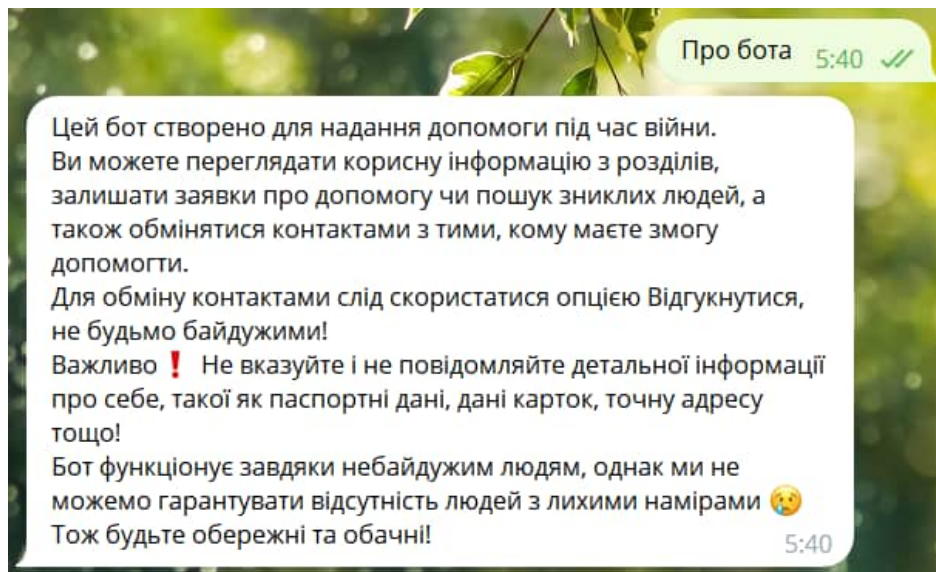 Про бота 5:40
Цей бот створено для надання допомоги під час війни.
Ви можете переглядати корисну інформацію з розділів,
залишати заявки про допомогу чи пошук зниклих людей, а
також обмінятися контактами з тими, кому маєте змогу
допомогти.
Для обміну контактами слід скористатися опцією Відгукнутися,
не будьмо байдужими!
Важливо❗ Не вказуйте і не повідомляйте детальної інформації
про себе, такої як паспортні дані, дані карток, точну адресу
тощо!
Бот функціонує завдяки небайдужим людям, однак ми не
можемо гарантувати відсутність людей з лихими намірами 😢
Тож будьте обережні та обачні!
5:40